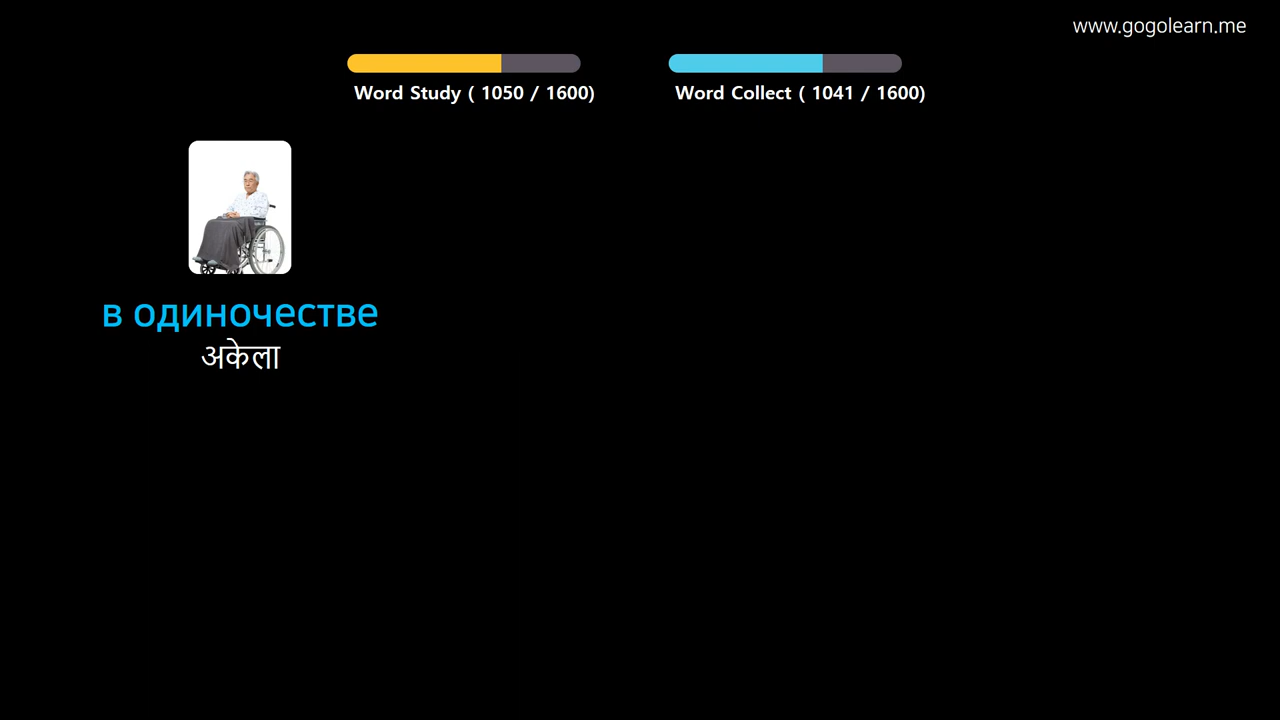 www.gogolearn.me
Word Study ( 1050 / 1600)
Word Collect ( 1041 / 1600)
в одиночестве
अकेला